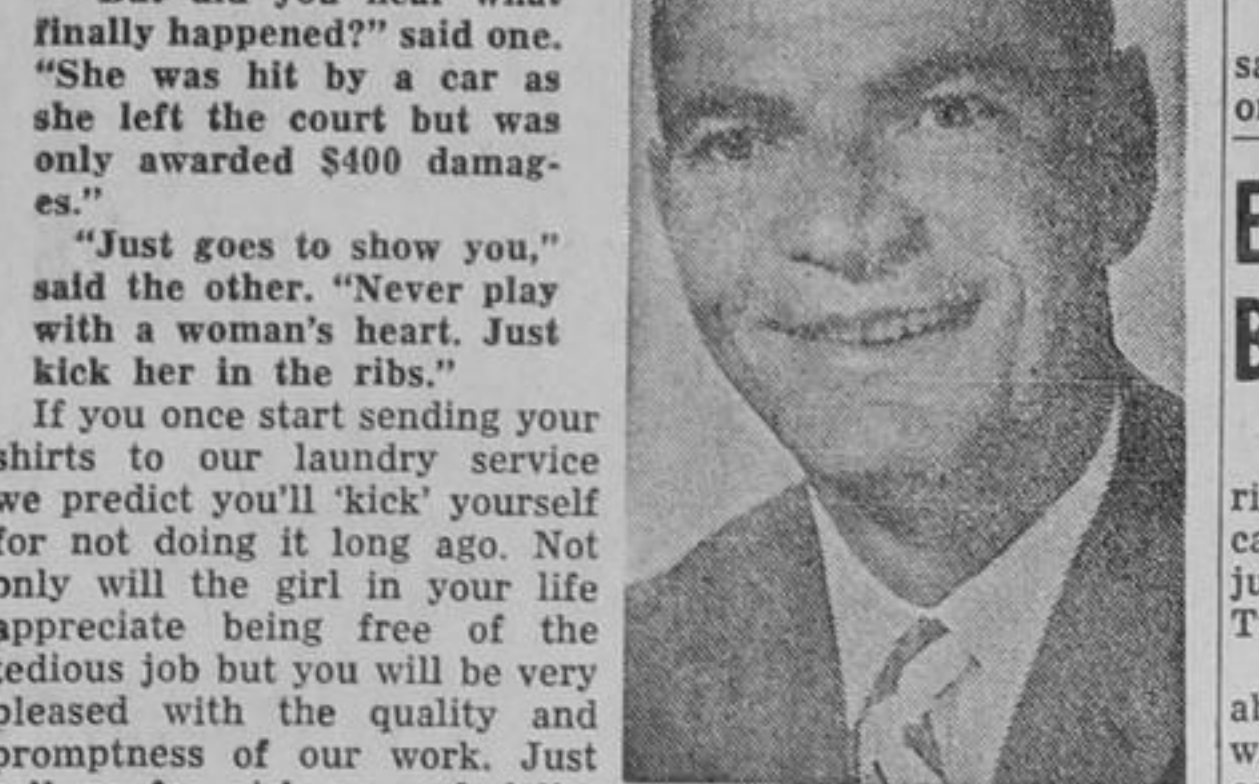 finally happened?” said one.
“She was hit by a car as
she left the court but was
only awarded $400 damag-
es.”
“Just goes to show you,”
said the other. “Never play
with a woman's heart. Just
kick her in the ribs.”
If you once start sending your
shirts to our laundry service
we predict you'll ‘kick’ yourself
for not doing it long ago. Not
only will the girl in your life
appreciate being free of the
tedious job but you will be very
pleased with the quality and
promptness of our work. Just